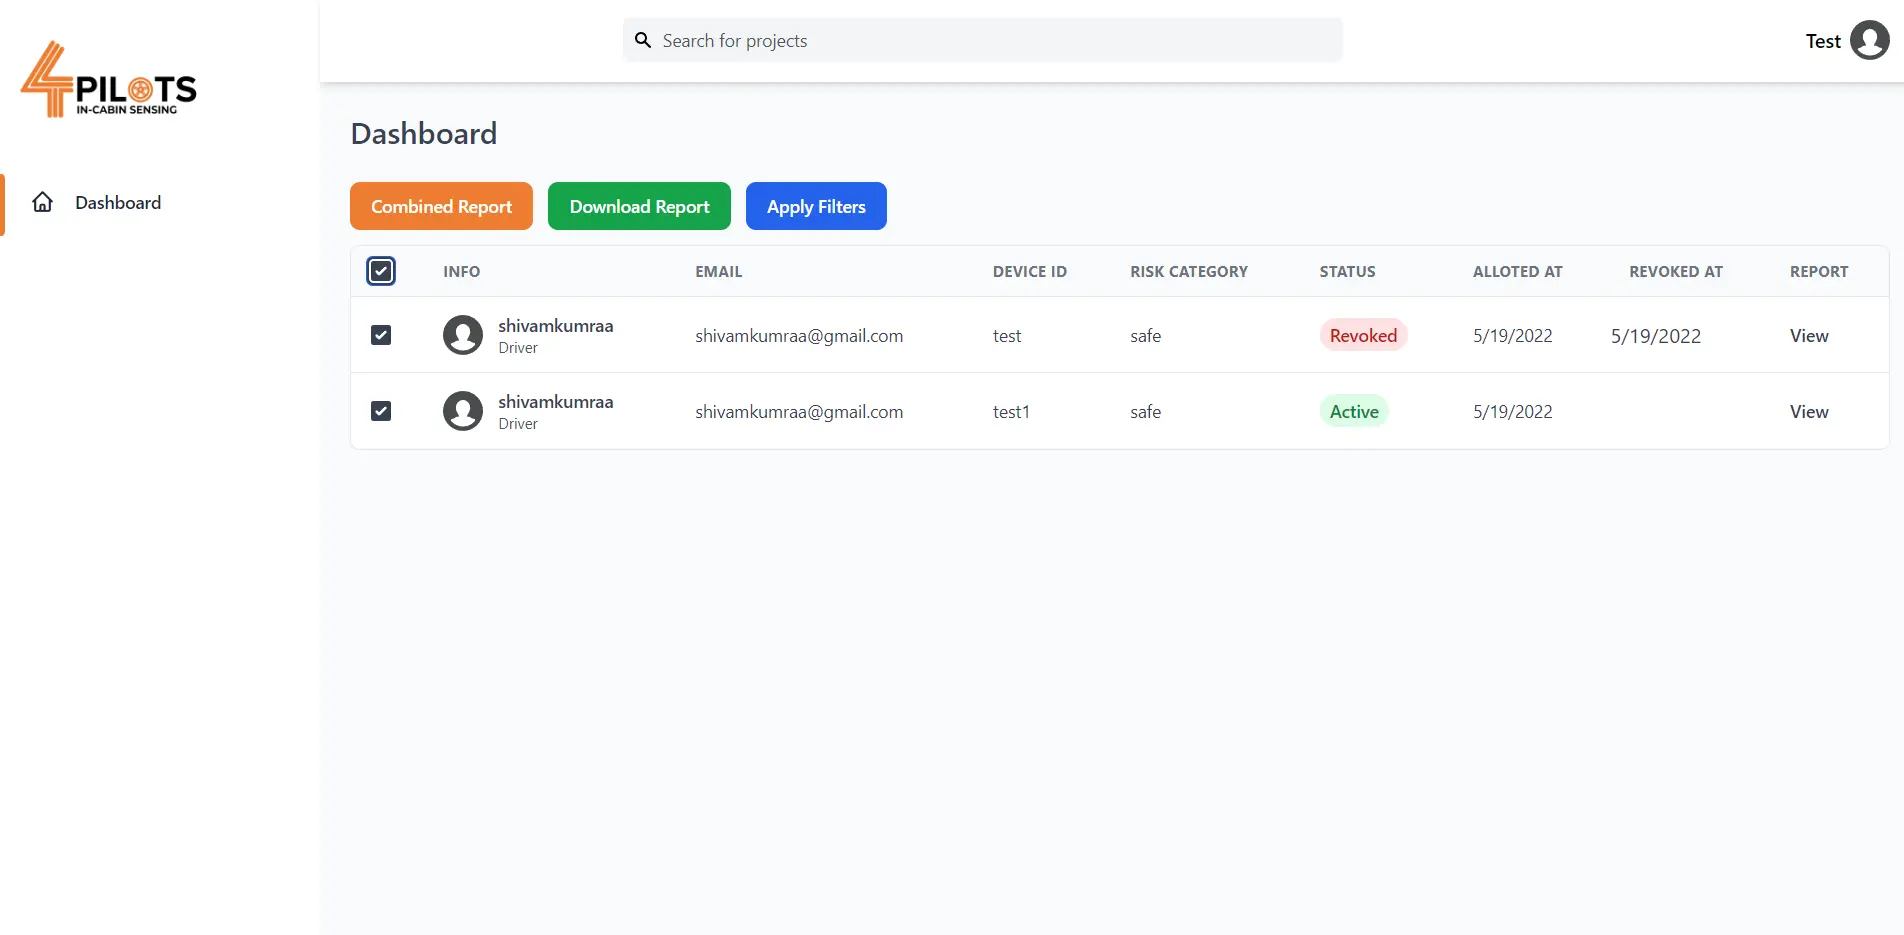 4PILOTS
IN-CABIN SENSING
Search for projects
Test
Dashboard
Dashboard
Combined Report Download Report Apply Filters
INFO EMAIL DEVICE ID RISK CATEGORY STATUS ALLOTED AT REVOKED AT REPORT
shivamkumraa
Driver
shivamkumraa@gmail.com test safe Revoked 5/19/2022 5/19/2022 View
shivamkumraa
Driver
shivamkumraa@gmail.com test1 safe Active 5/19/2022 View